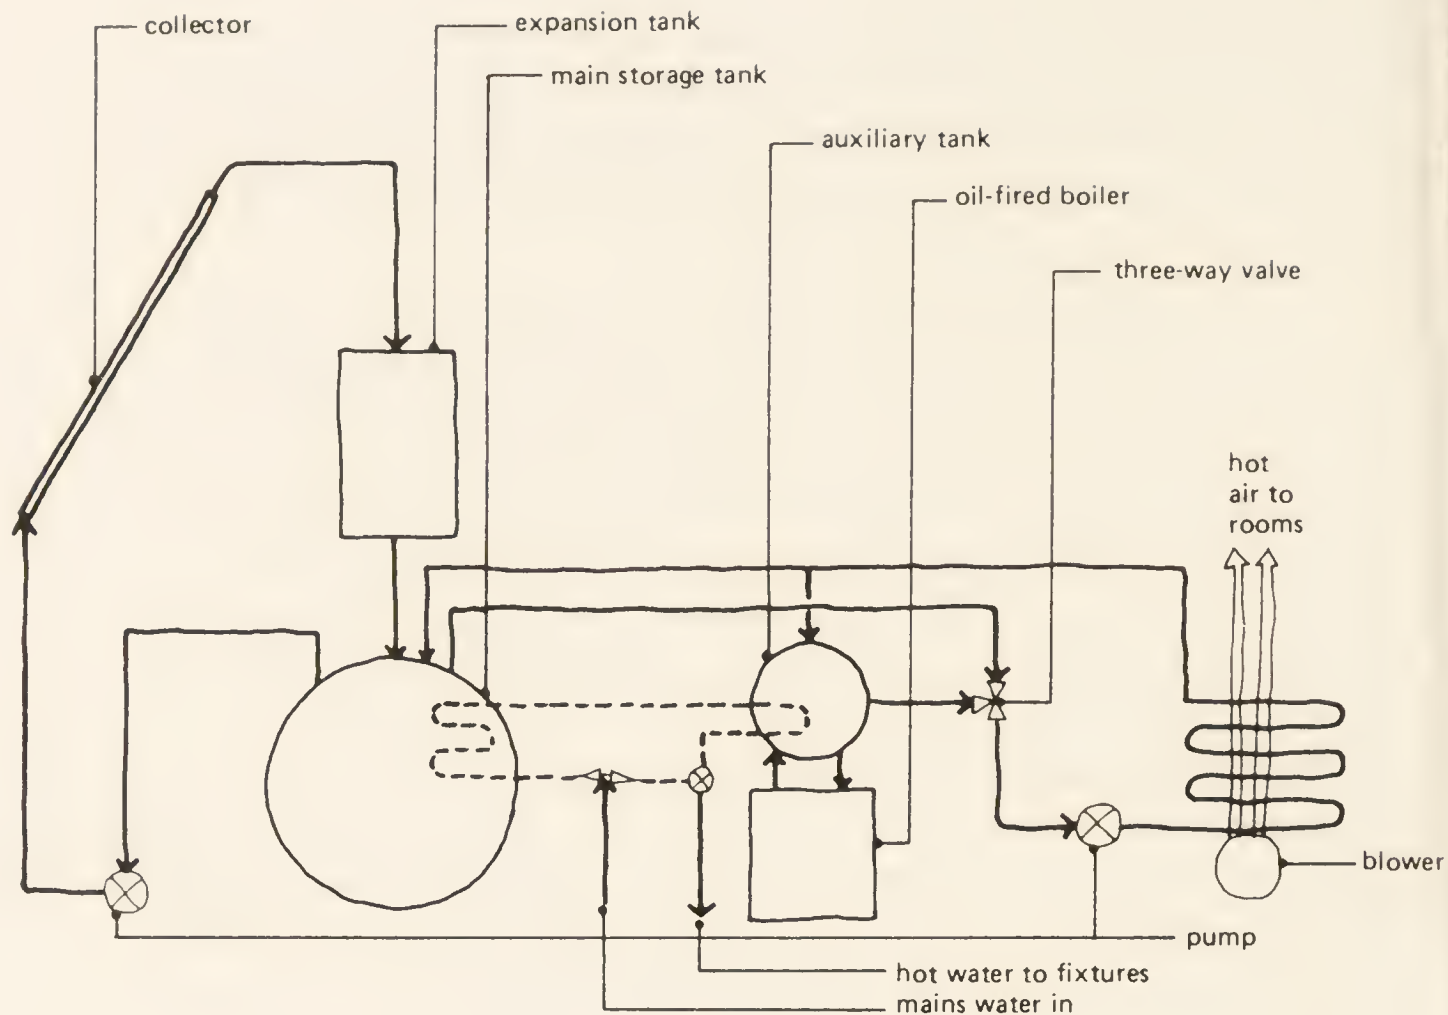 collector
expansion tank
main storage tank
auxiliary tank
oil-fired boiler
three-way valve
hot
air to
rooms
blower
pump
hot water to fixtures
mains water in